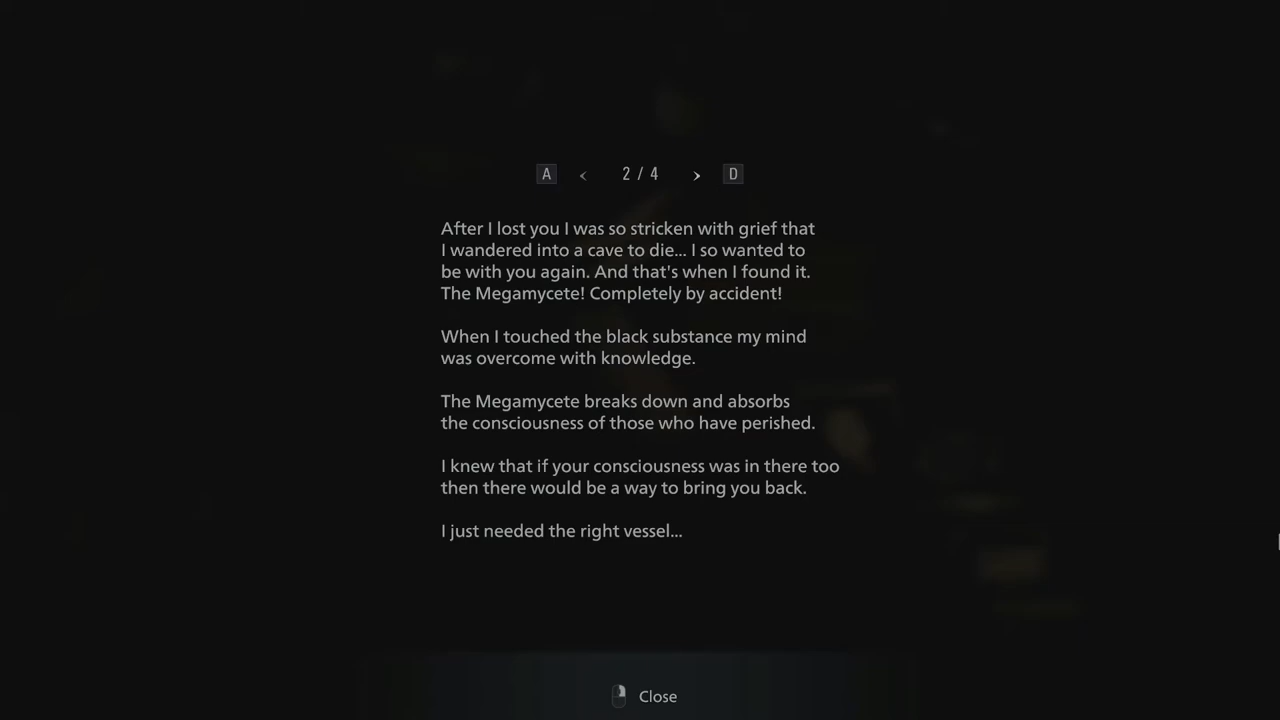 A < 2 / 4 > D
After I lost you I was so stricken with grief that
I wandered into a cave to die... I so wanted to
be with you again. And that's when I found it.
The Megamycete! Completely by accident!
When I touched the black substance my mind
was overcome with knowledge.
The Megamycete breaks down and absorbs
the consciousness of those who have perished.
I knew that if your consciousness was in there too
then there would be a way to bring you back.
I just needed the right vessel...
Close